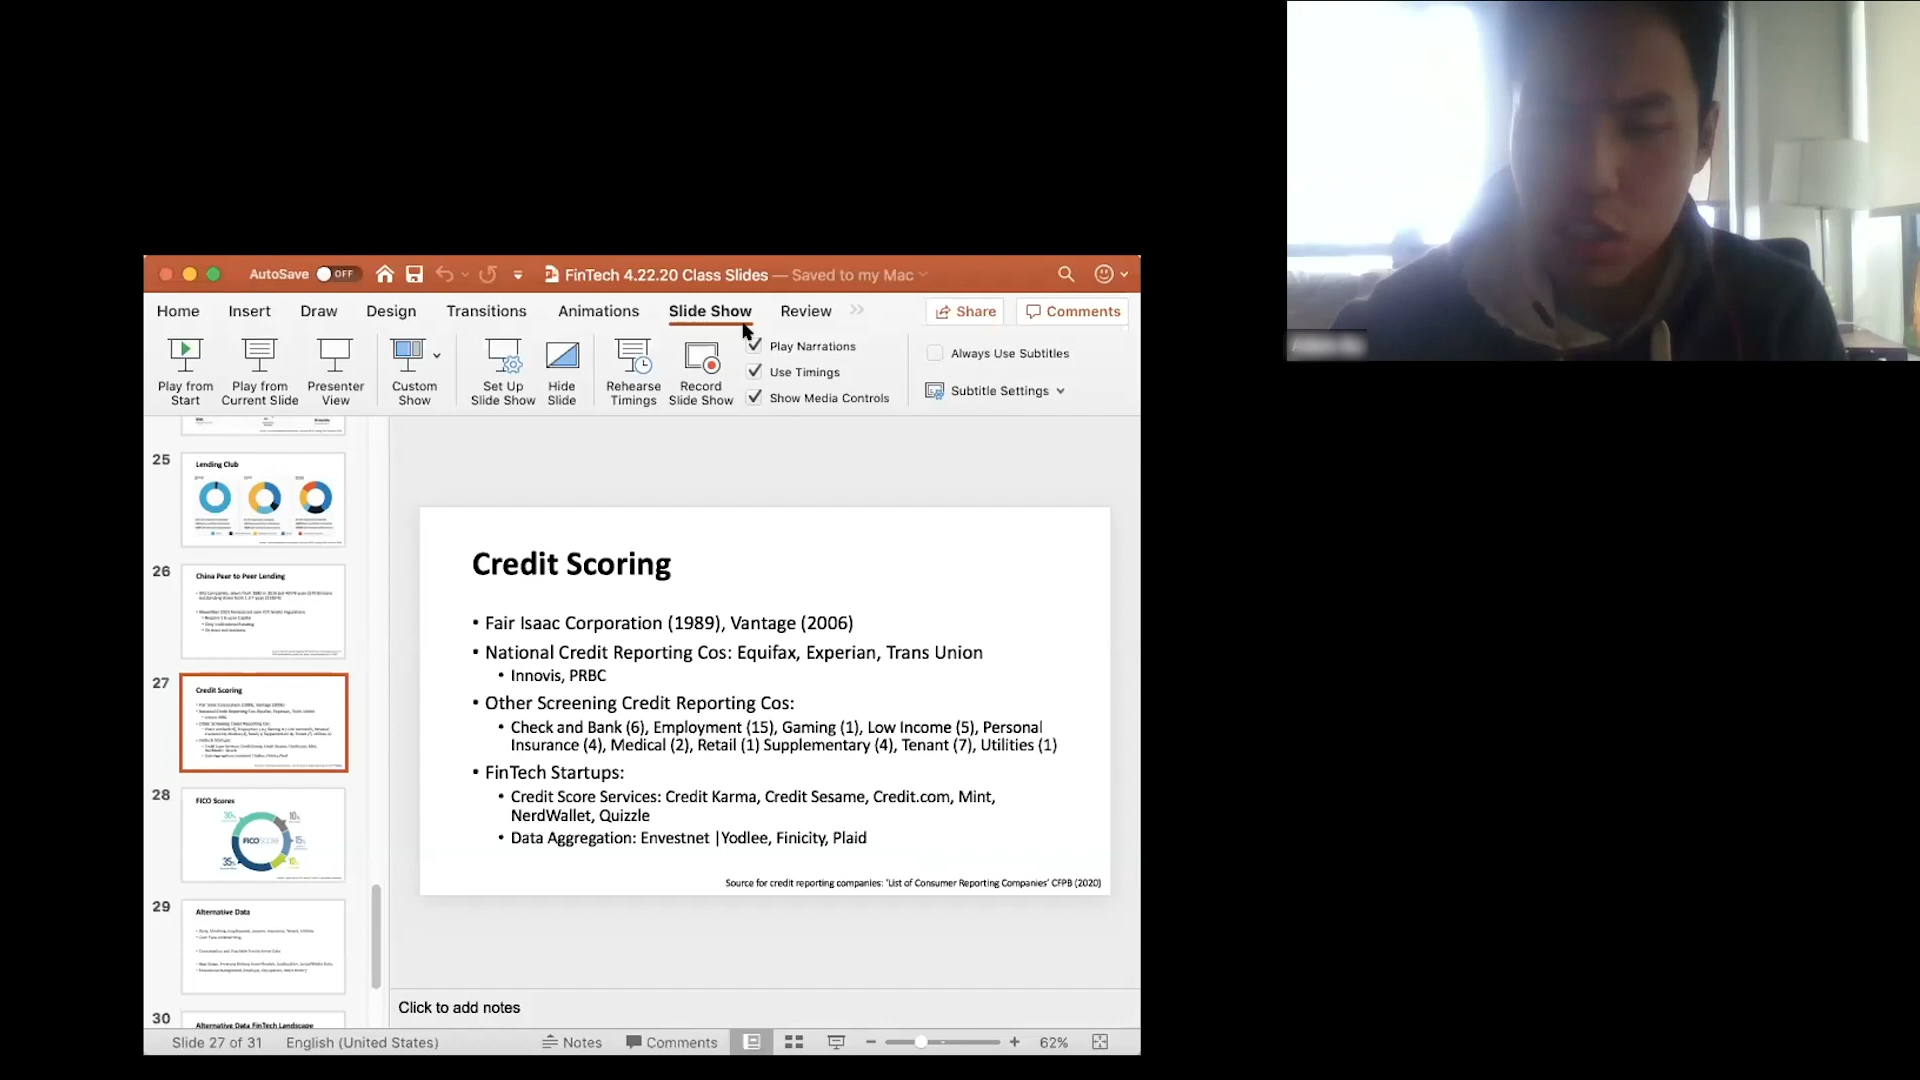 AutoSave OFF
FinTech 4.22.20 Class Slides — Saved to my Mac
Home Insert Draw Design Transitions Animations Slide Show Review
Share Comments
Play from
Start
Play from
Current Slide
Presenter
View
Custom
Show
Set Up
Slide Show
Hide
Slide
Rehearse
Timings
Record
Slide Show
Play Narrations
Use Timings
Show Media Controls
Always Use Subtitles
Subtitle Settings
25
Lending Club
26
China Peer to Peer Lending
27
Credit Scoring
28
FICO Scores
30%
10%
15%
35%
29
Alternative Data
30
Alternative Data FinTech Landscape
Credit Scoring
• Fair Isaac Corporation (1989), Vantage (2006)
• National Credit Reporting Cos: Equifax, Experian, Trans Union
• Innovis, PRBC
• Other Screening Credit Reporting Cos:
• Check and Bank (6), Employment (15), Gaming (1), Low Income (5), Personal
Insurance (4), Medical (2), Retail (1) Supplementary (4), Tenant (7), Utilities (1)
• FinTech Startups:
• Credit Score Services: Credit Karma, Credit Sesame, Credit.com, Mint,
NerdWallet, Quizzle
• Data Aggregation: Envestnet |Yodlee, Finicity, Plaid
Source for credit reporting companies: 'List of Consumer Reporting Companies' CFPB (2020)
Click to add notes
Slide 27 of 31 English (United States) Notes Comments 62%